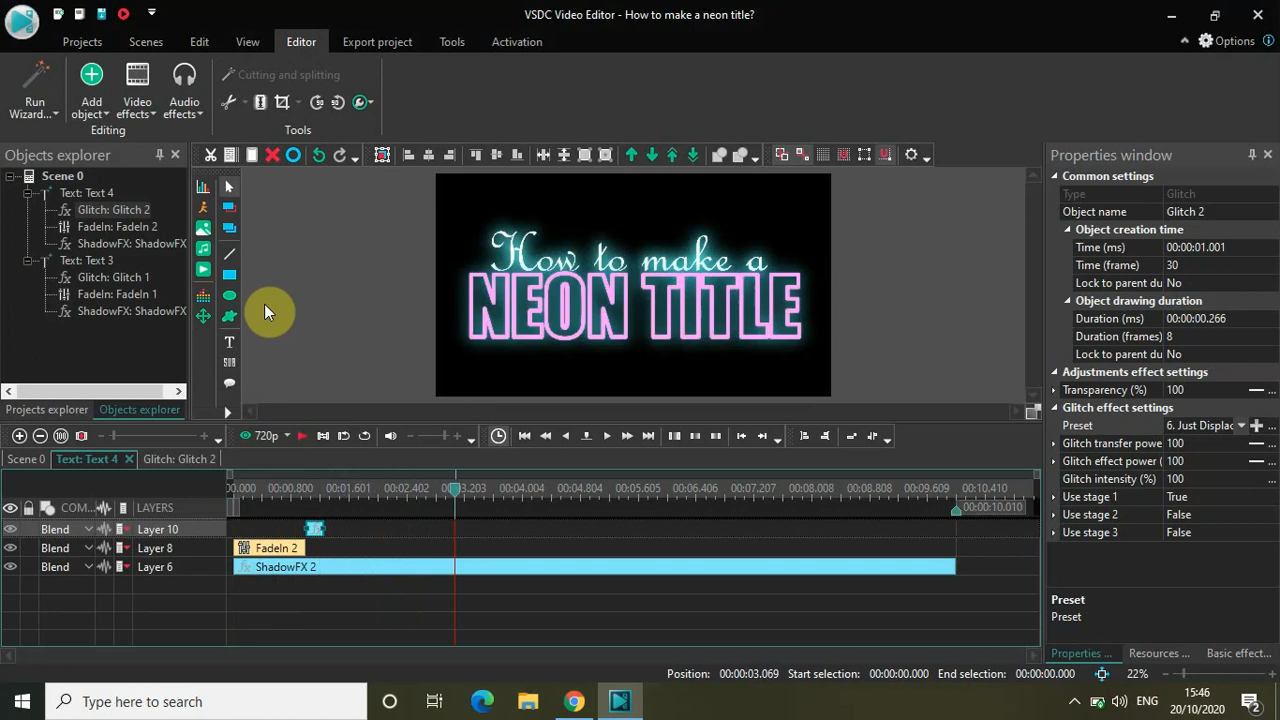 VSDC Video Editor - How to make a neon title?
Projects
Scenes
Edit
View
Editor
Export project
Tools
Activation
Options
Run Wizard...
Add object
Video effects
Audio effects
Editing
Cutting and splitting
Tools
Objects explorer
Scene 0
Text: Text 4
Glitch: Glitch 2
FadeIn: FadeIn 2
ShadowFX: ShadowFX
Text: Text 3
Glitch: Glitch 1
FadeIn: FadeIn 1
ShadowFX: ShadowFX
Projects explorer
Objects explorer
How to make a
NEON TITLE
Properties window
Common settings
Type Glitch
Object name Glitch 2
Object creation time
Time (ms) 00:00:01.001
Time (frame) 30
Lock to parent du No
Object drawing duration
Duration (ms) 00:00:00.266
Duration (frames) 8
Lock to parent du No
Adjustments effect settings
Transparency (%) 100
Glitch effect settings
Preset 6. Just Displac
Glitch transfer powe 100
Glitch effect power ( 100
Glitch intensity (%) 100
Use stage 1 True
Use stage 2 False
Use stage 3 False
Preset
Preset
Properties ...
Resources ...
Basic effect...
720p
Scene 0
Text: Text 4
Glitch: Glitch 2
0.000 00:00.800 00:01.601 00:02.402 00:03.203 00:04.004 00:04.804 00:05.605 00:06.406 00:07.207 00:08.008 00:08.808 00:09.609 00:10.410
00:00:10.010
COM... LAYERS
Blend Layer 10
Blend Layer 8 FadeIn 2
Blend Layer 6 fx ShadowFX 2
Position: 00:00:03.069 Start selection: 00:00:00.000 End selection: 00:00:00.000 22%
Type here to search
ENG
15:46
20/10/2020
2